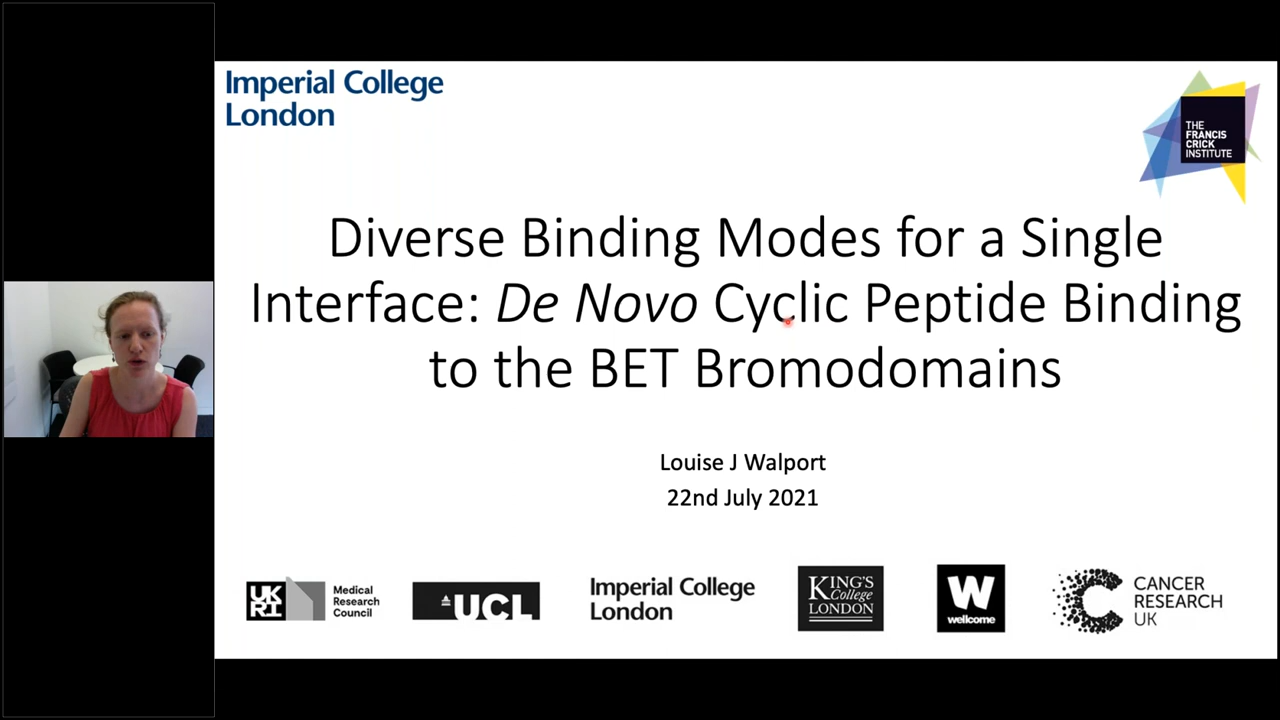 Imperial College
London
THE
FRANCIS
CRICK
INSTITUTE
Diverse Binding Modes for a Single
Interface: De Novo Cyclic Peptide Binding
to the BET Bromodomains
Louise J Walport
22nd July 2021
UK
RI
Medical
Research
Council
UCL
Imperial College
London
KING'S
College
LONDON
W
wellcome
CANCER
RESEARCH
UK